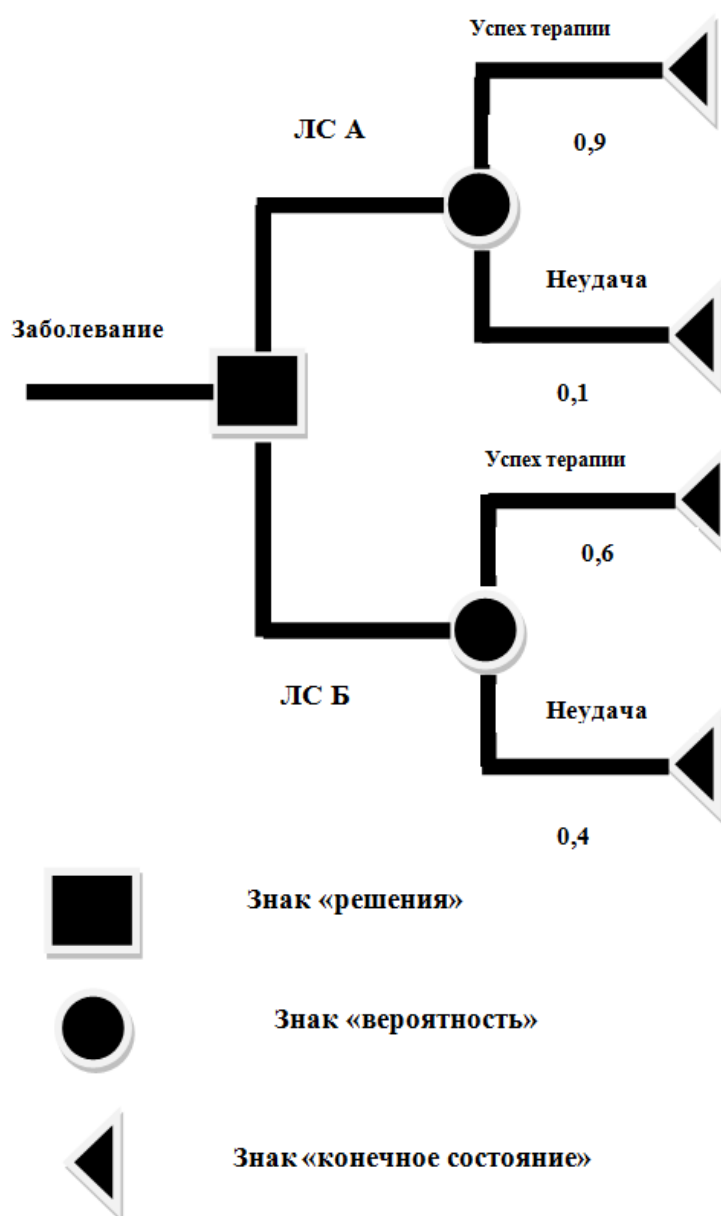 Успех терапии
ЛС А
0,9
Неудача
Заболевание
0,1
Успех терапии
0,6
ЛС Б
Неудача
0,4
Знак «решения»
Знак «вероятность»
Знак «конечное состояние»